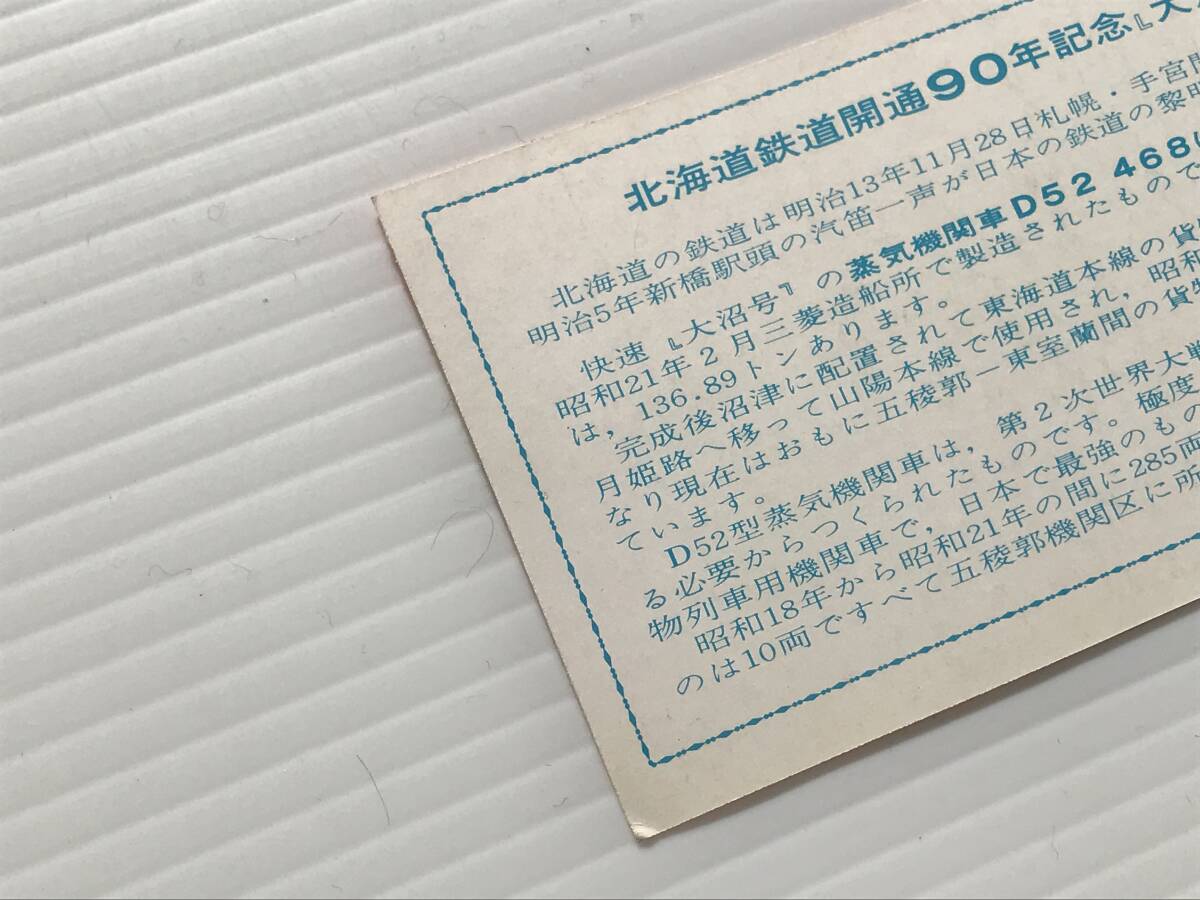 北海道鉄道開通90年記念『大
北海道の鉄道は明治13年11月28日札幌・手宮間
明治5年新橋駅頭の汽笛一声が日本の鉄道の黎明
快速『大沼号』の蒸気機関車D52 468
昭和21年2月三菱造船所で製造されたもので
は，136.89トンあります。
完成後沼津に配置されて東海道本線の貨
月姫路へ移って山陽本線で使用され，昭和
なり現在はおもに五稜郭－東室蘭間の貨物
ています。
D52型蒸気機関車は，第2次世界大戦
る必要からつくられたものです。極度
物列車用機関車で，日本で最強のもの
昭和18年から昭和21年の間に285両
のは10両ですべて五稜郭機関区に所